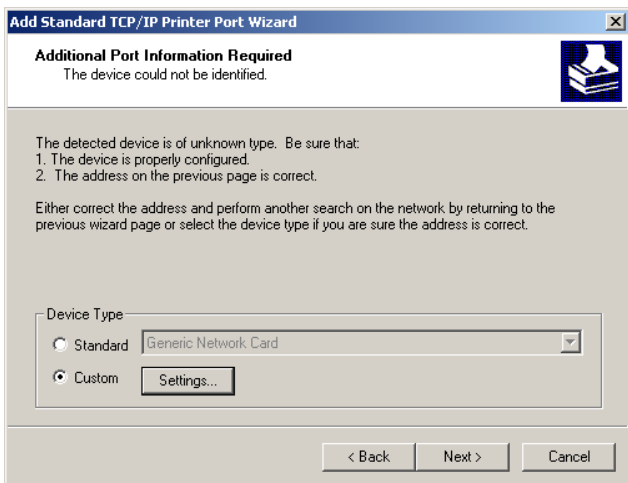 Add Standard TCP/IP Printer Port Wizard
Additional Port Information Required
The device could not be identified.
The detected device is of unknown type. Be sure that:
1. The device is properly configured.
2. The address on the previous page is correct.
Either correct the address and perform another search on the network by returning to the
previous wizard page or select the device type if you are sure the address is correct.
Device Type
Standard Generic Network Card
Custom Settings...
< Back Next > Cancel